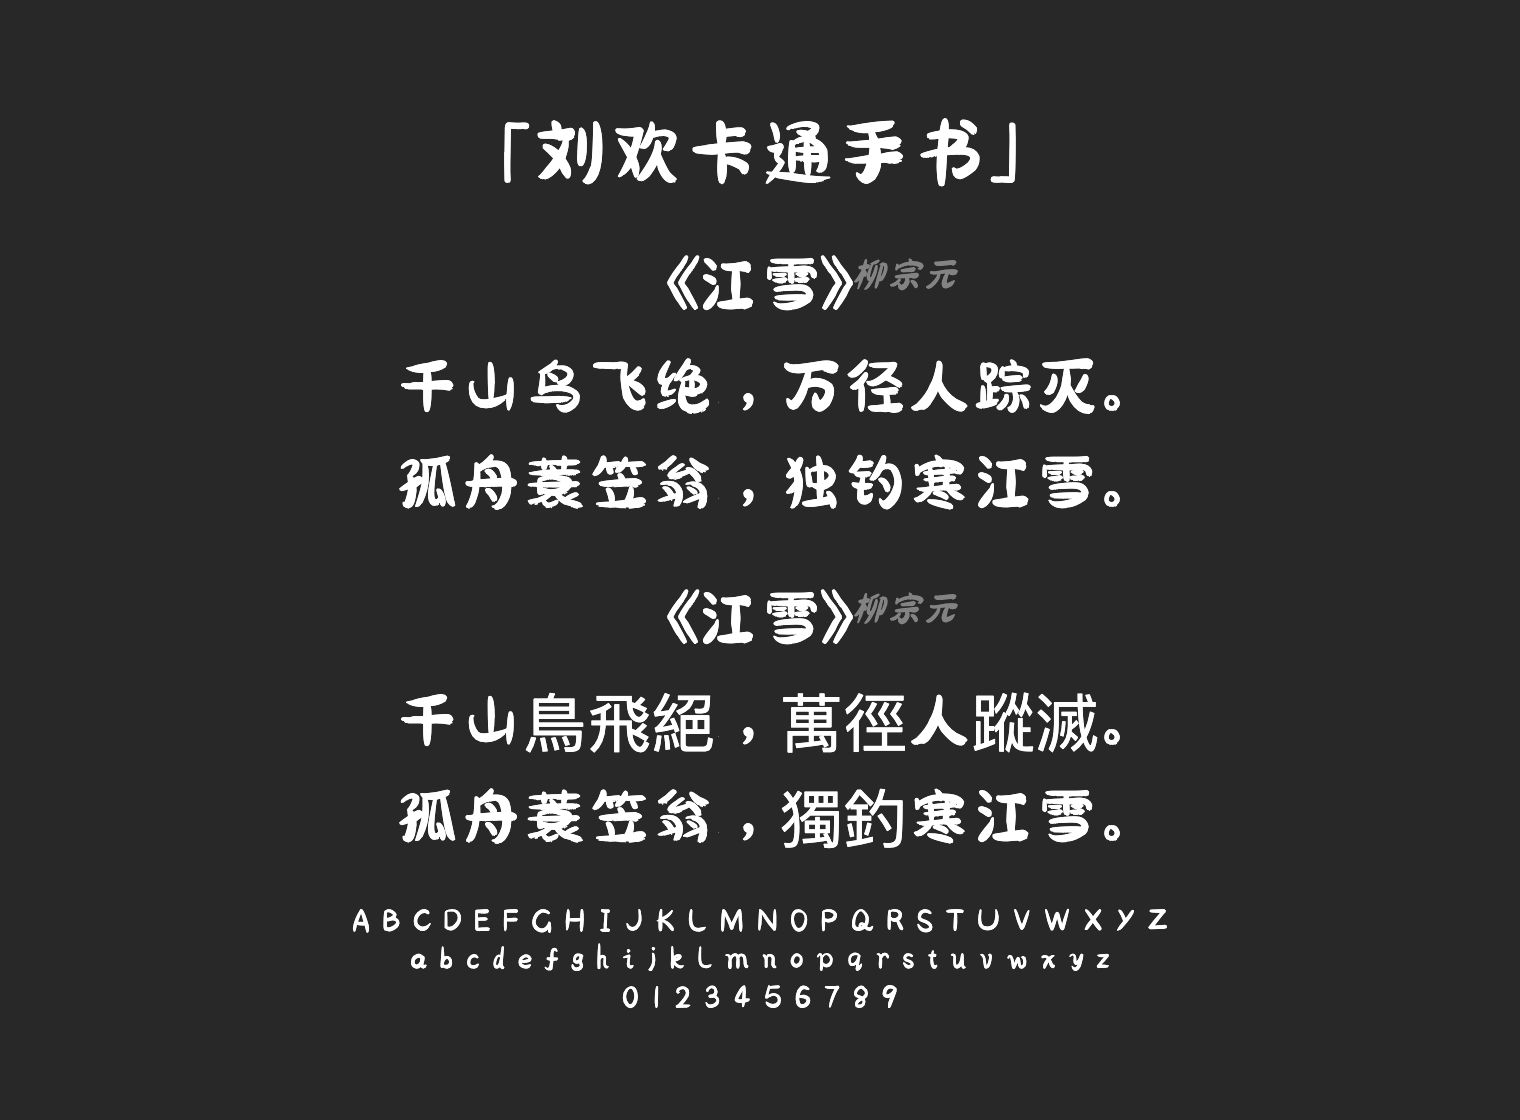 「刘欢卡通手书」
《江雪》柳宗元
千山鸟飞绝，万径人踪灭。
孤舟蓑笠翁，独钓寒江雪。
《江雪》柳宗元
千山鳥飛絕，萬徑人蹤滅。
孤舟蓑笠翁，獨釣寒江雪。
A B C D E F G H I J K L M N O P Q R S T U V W X Y Z
a b c d e f g h i j k l m n o p q r s t u v w x y z
0 1 2 3 4 5 6 7 8 9